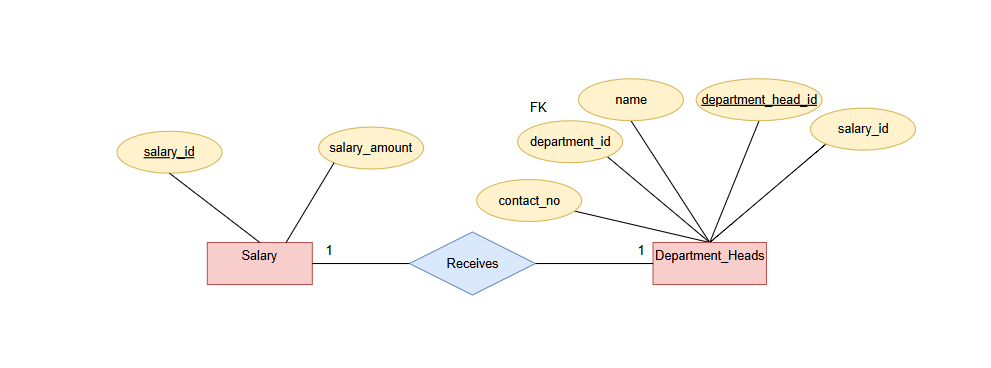 name
department_head_id
FK
salary_id
department_id
salary_id
salary_amount
contact_no
Salary
1
Receives
1
Department_Heads